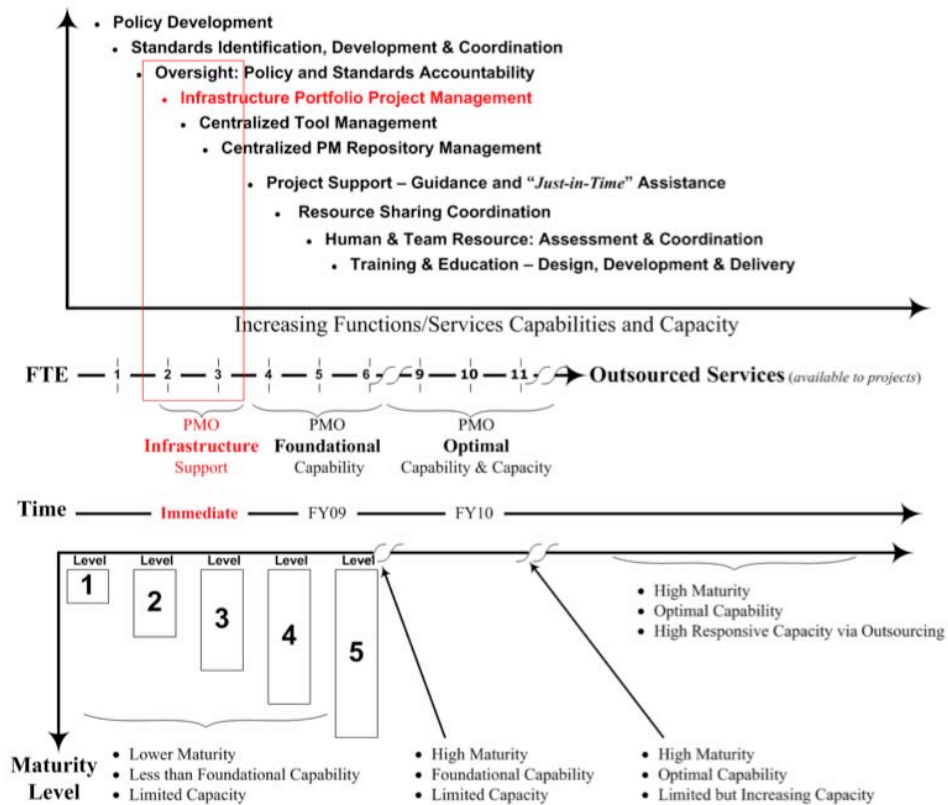 • Policy Development
• Standards Identification, Development & Coordination
• Oversight: Policy and Standards Accountability
• Infrastructure Portfolio Project Management
• Centralized Tool Management
• Centralized PM Repository Management
• Project Support – Guidance and “Just-in-Time” Assistance
• Resource Sharing Coordination
• Human & Team Resource: Assessment & Coordination
• Training & Education – Design, Development & Delivery
Increasing Functions/Services Capabilities and Capacity
FTE 1 2 3 4 5 6 9 10 11 Outsourced Services (available to projects)
PMO
Infrastructure
Support
PMO
Foundational
Capability
PMO
Optimal
Capability & Capacity
Time Immediate FY09 FY10
Level Level Level Level Level
1 2 3 4 5
• High Maturity
• Optimal Capability
• High Responsive Capacity via Outsourcing
Maturity
Level
• Lower Maturity
• Less than Foundational Capability
• Limited Capacity
• High Maturity
• Foundational Capability
• Limited Capacity
• High Maturity
• Optimal Capability
• Limited but Increasing Capacity